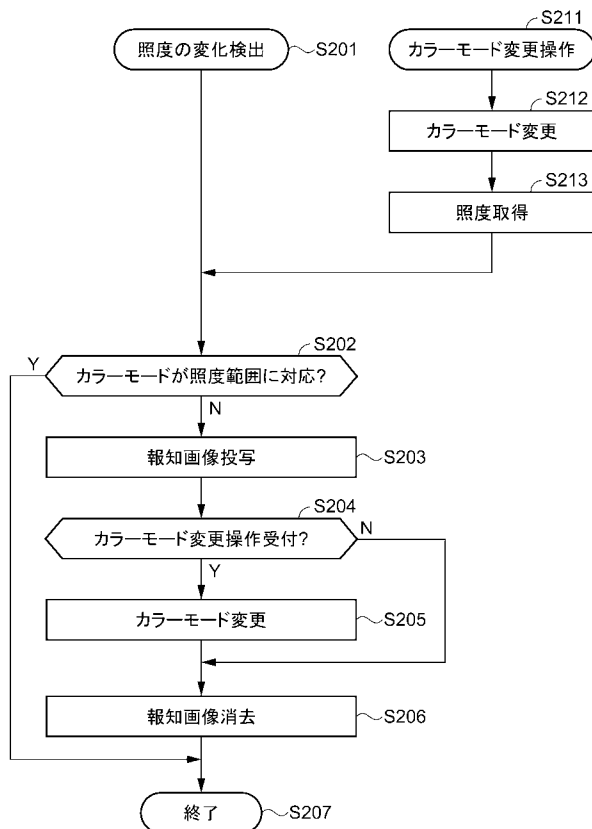 照度の変化検出
S201
S211
カラーモード変更操作
S212
カラーモード変更
S213
照度取得
S202
Y
カラーモードが照度範囲に対応?
N
報知画像投写
S203
S204
カラーモード変更操作受付?
N
Y
カラーモード変更
S205
報知画像消去
S206
終了
S207